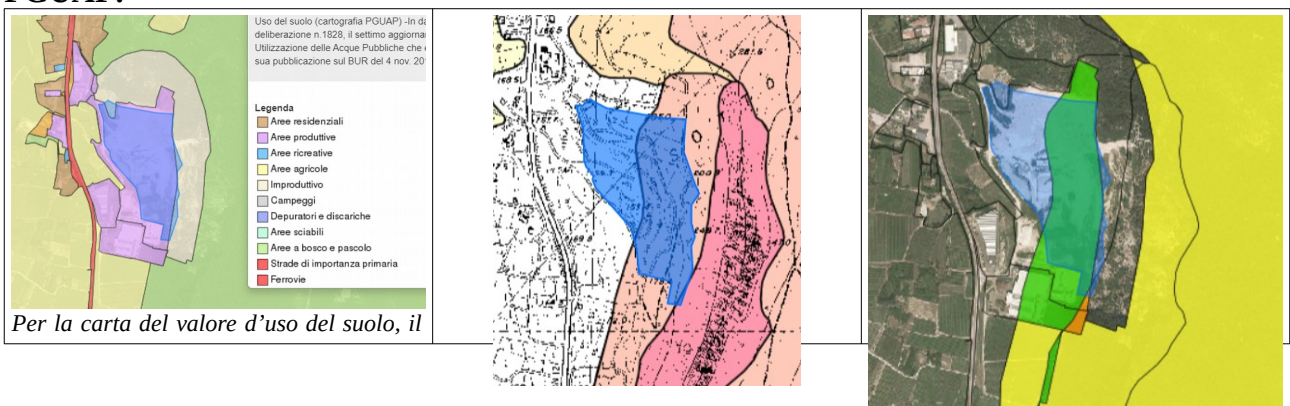 PGUAP:
Uso del suolo (cartografia PGUAP) -In da
deliberazione n.1828, il settimo aggiorna
Utilizzazione delle Acque Pubbliche che
sua pubblicazione sul BUR del 4 nov. 20
Legenda
Aree residenziali
Aree produttive
Aree ricreative
Aree agricole
Improduttivo
Campeggi
Depuratori e discariche
Aree sciabili
Aree a bosco e pascolo
Strade di importanza primaria
Ferrovie
Per la carta del valore d’uso del suolo, il